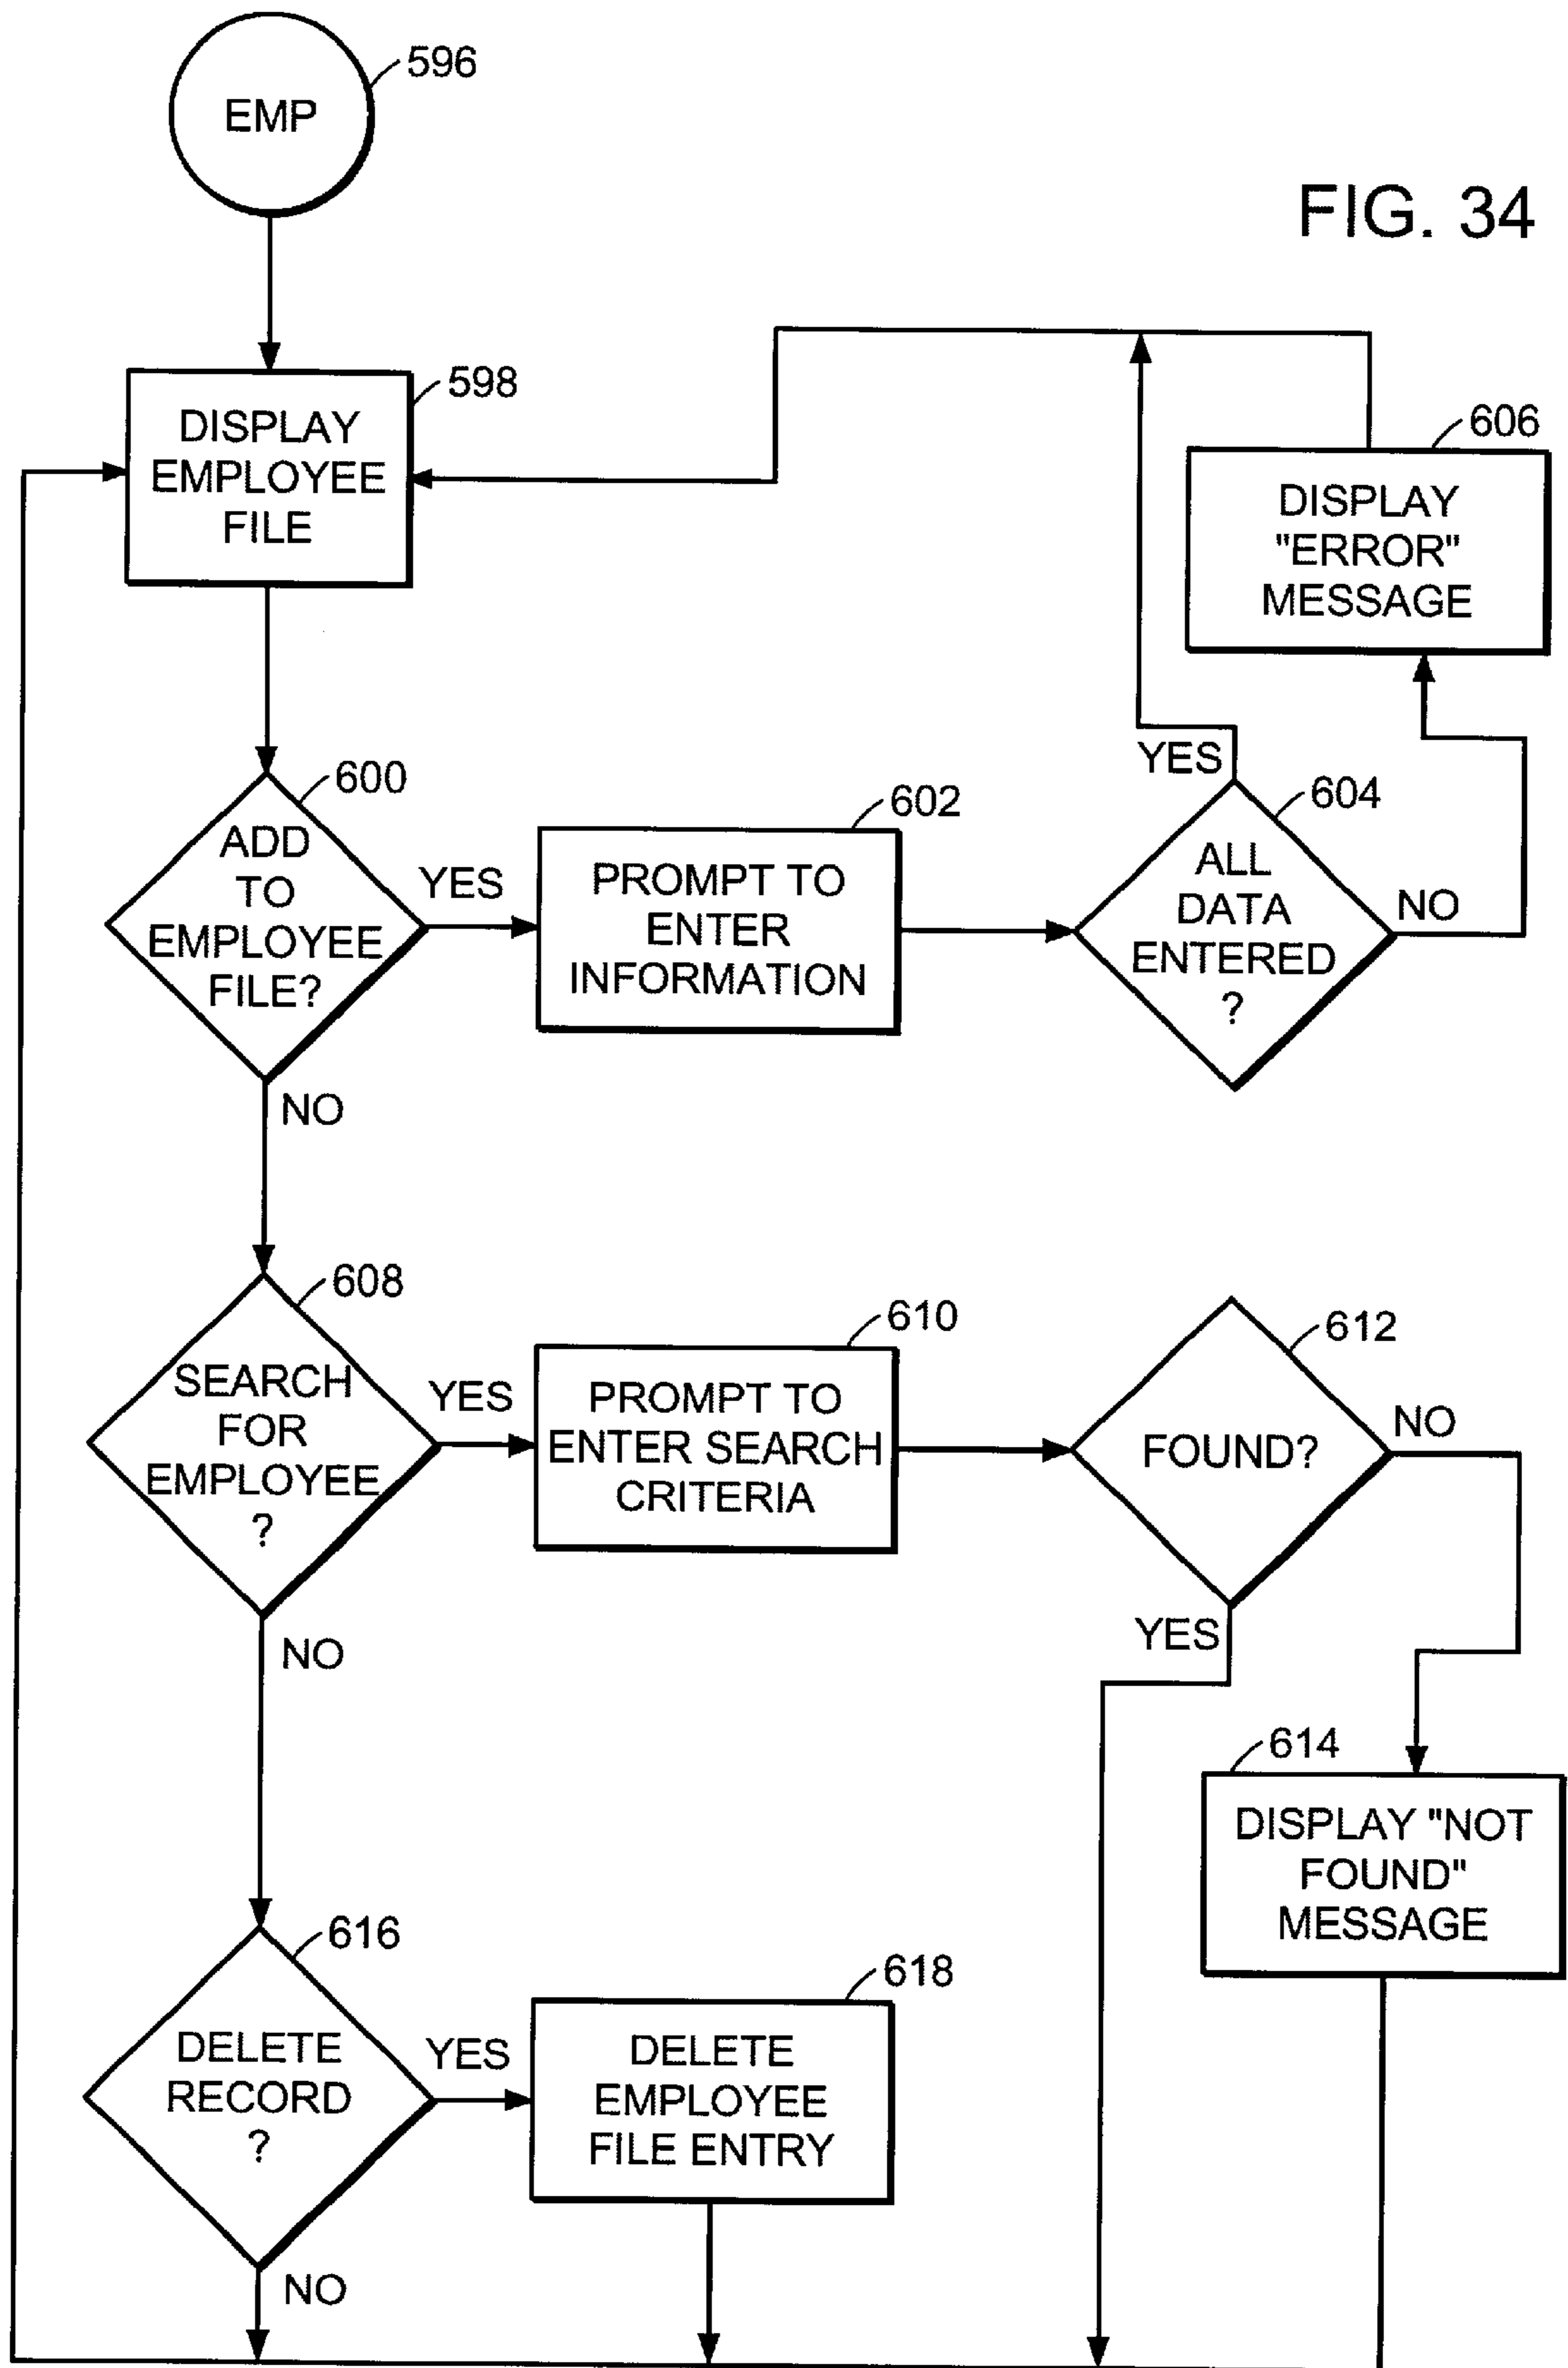 596
EMP
FIG. 34
598
DISPLAY
EMPLOYEE
FILE
606
DISPLAY
"ERROR"
MESSAGE
600
ADD
TO
EMPLOYEE
FILE?
YES
602
PROMPT TO
ENTER
INFORMATION
YES
604
ALL
DATA
ENTERED
?
NO
NO
608
SEARCH
FOR
EMPLOYEE
?
YES
610
PROMPT TO
ENTER SEARCH
CRITERIA
612
FOUND?
NO
YES
NO
614
DISPLAY "NOT
FOUND"
MESSAGE
616
DELETE
RECORD
?
YES
618
DELETE
EMPLOYEE
FILE ENTRY
NO